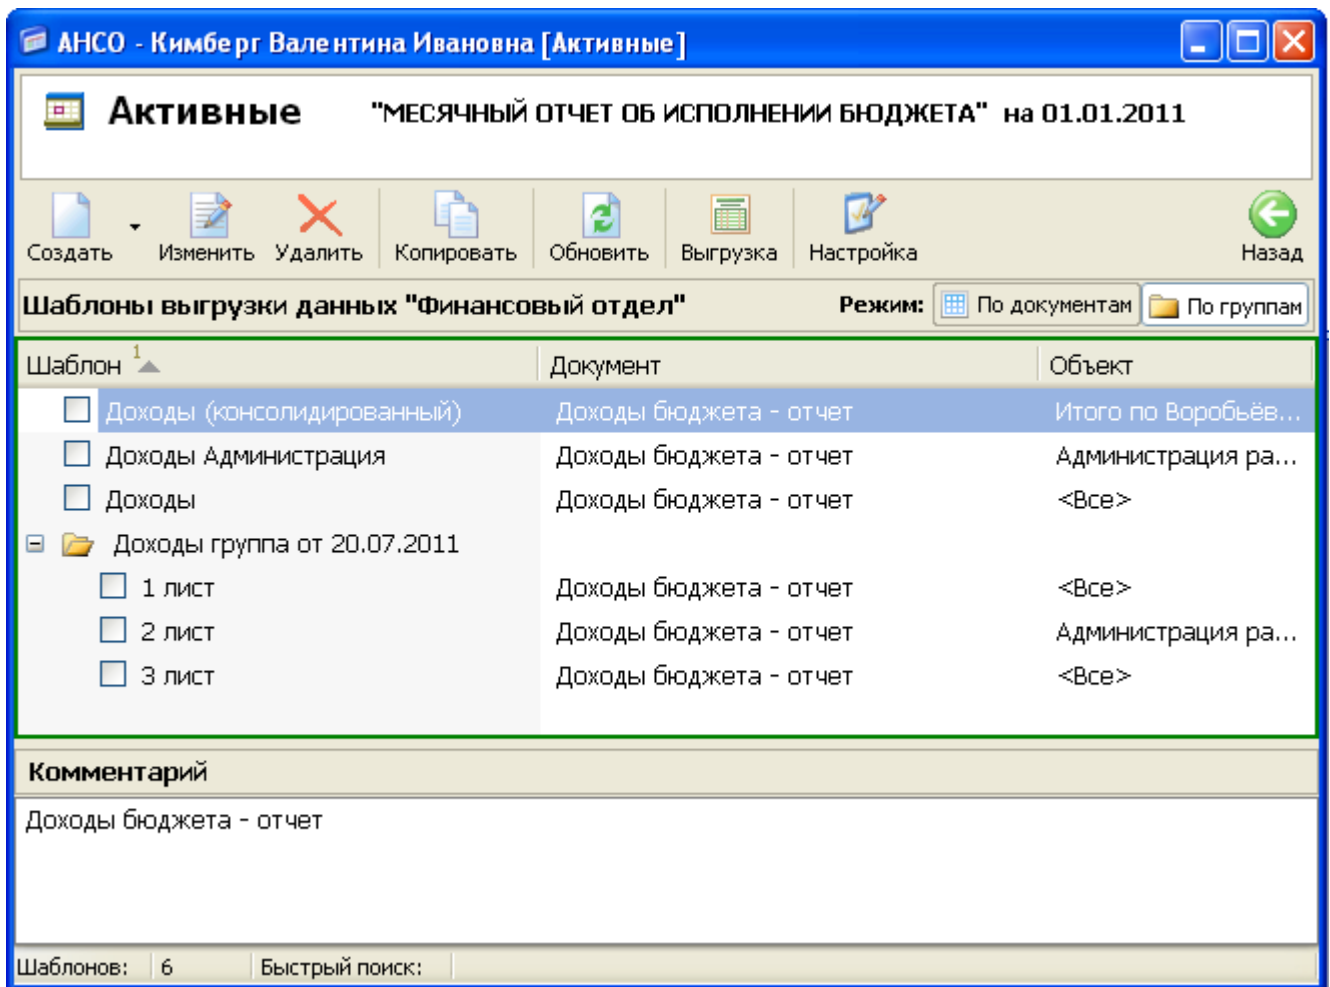 АНСО - Кимберг Валентина Ивановна [Активные]
Активные "МЕСЯЧНЫЙ ОТЧЕТ ОБ ИСПОЛНЕНИИ БЮДЖЕТА" на 01.01.2011
Создать Изменить Удалить Копировать Обновить Выгрузка Настройка Назад
Шаблоны выгрузки данных "Финансовый отдел" Режим: По документам По группам
Шаблон 1 Документ Объект
Доходы (консолидированный) Доходы бюджета - отчет Итого по Воробьёв...
Доходы Администрация Доходы бюджета - отчет Администрация ра...
Доходы Доходы бюджета - отчет <Все>
Доходы группа от 20.07.2011
1 лист Доходы бюджета - отчет <Все>
2 лист Доходы бюджета - отчет Администрация ра...
3 лист Доходы бюджета - отчет <Все>
Комментарий
Доходы бюджета - отчет
Шаблонов: 6 Быстрый поиск: